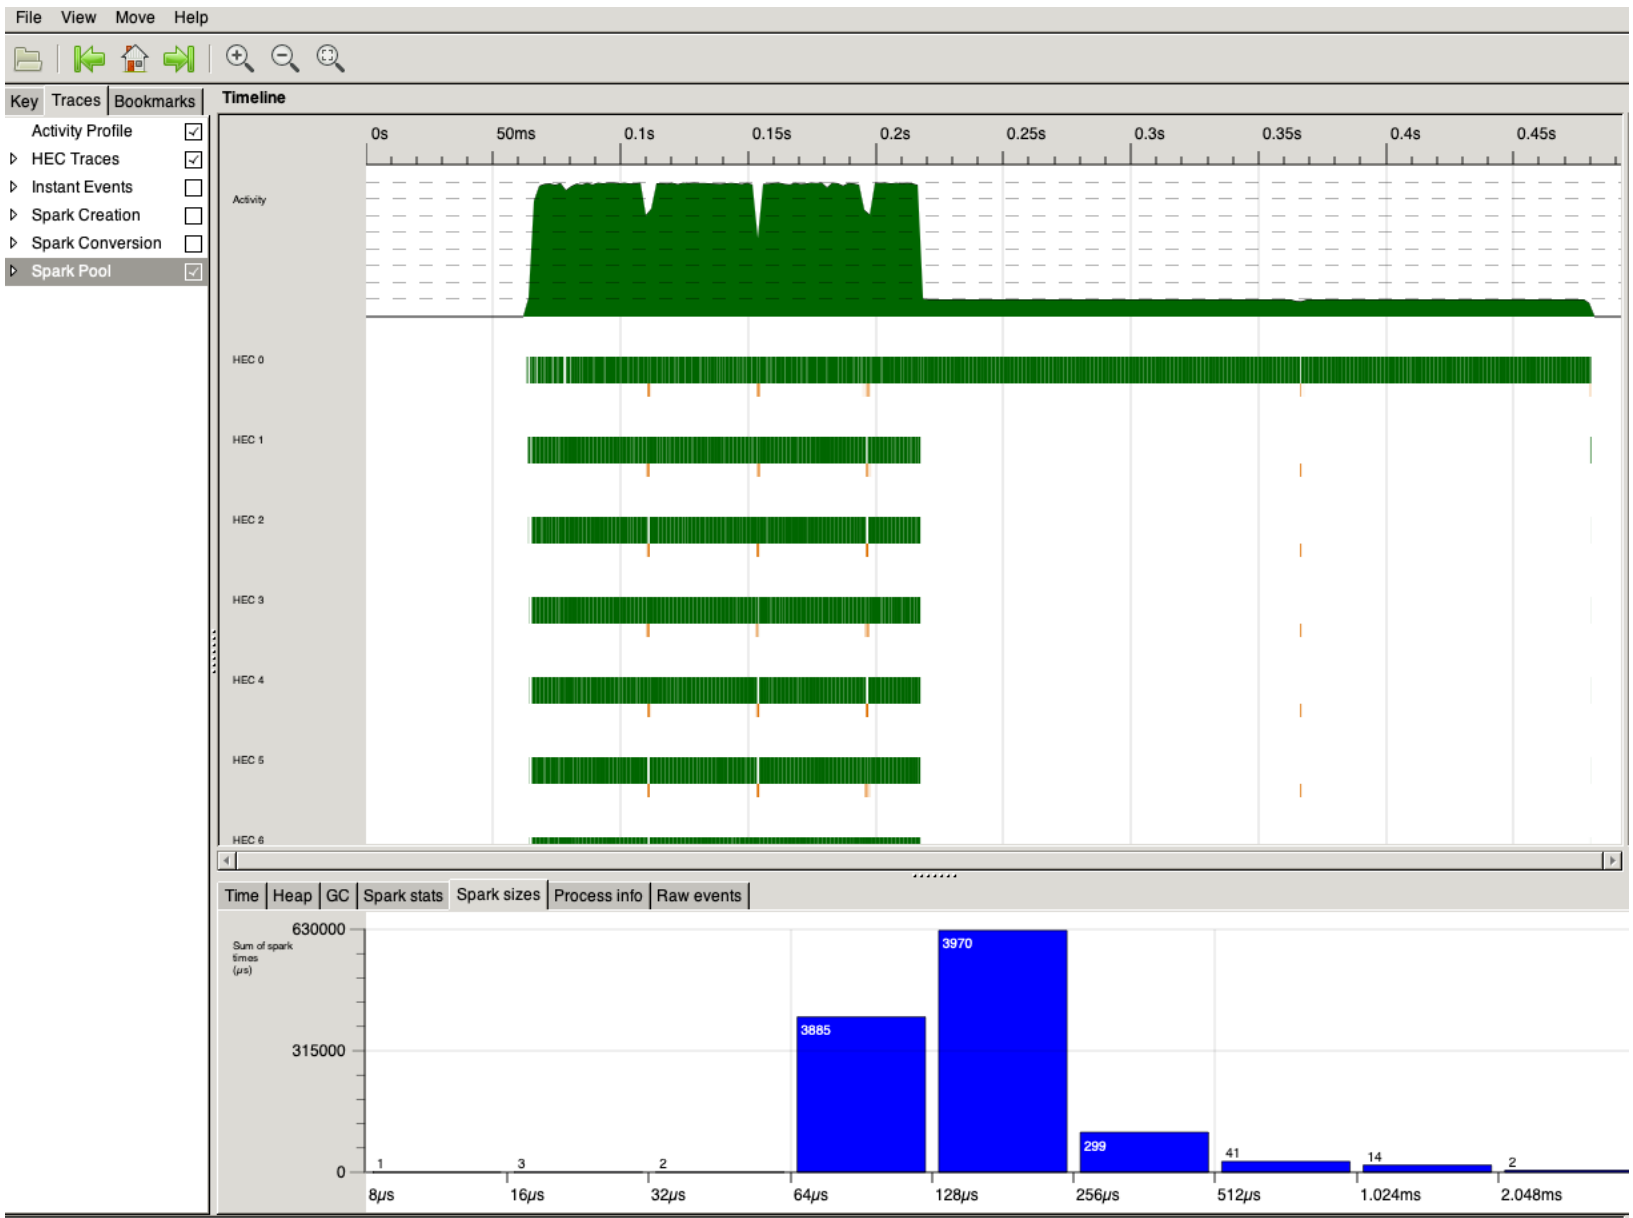 File View Move Help
Key Traces Bookmarks
Activity Profile
HEC Traces
Instant Events
Spark Creation
Spark Conversion
Spark Pool
Timeline
0s 50ms 0.1s 0.15s 0.2s 0.25s 0.3s 0.35s 0.4s 0.45s
Activity
HEC 0
HEC 1
HEC 2
HEC 3
HEC 4
HEC 5
HEC 6
Time Heap GC Spark stats Spark sizes Process info Raw events
Sum of spark
times
(µs)
630000
315000
0
1 3 2 3885 3970 299 41 14 2
8µs 16µs 32µs 64µs 128µs 256µs 512µs 1.024ms 2.048ms